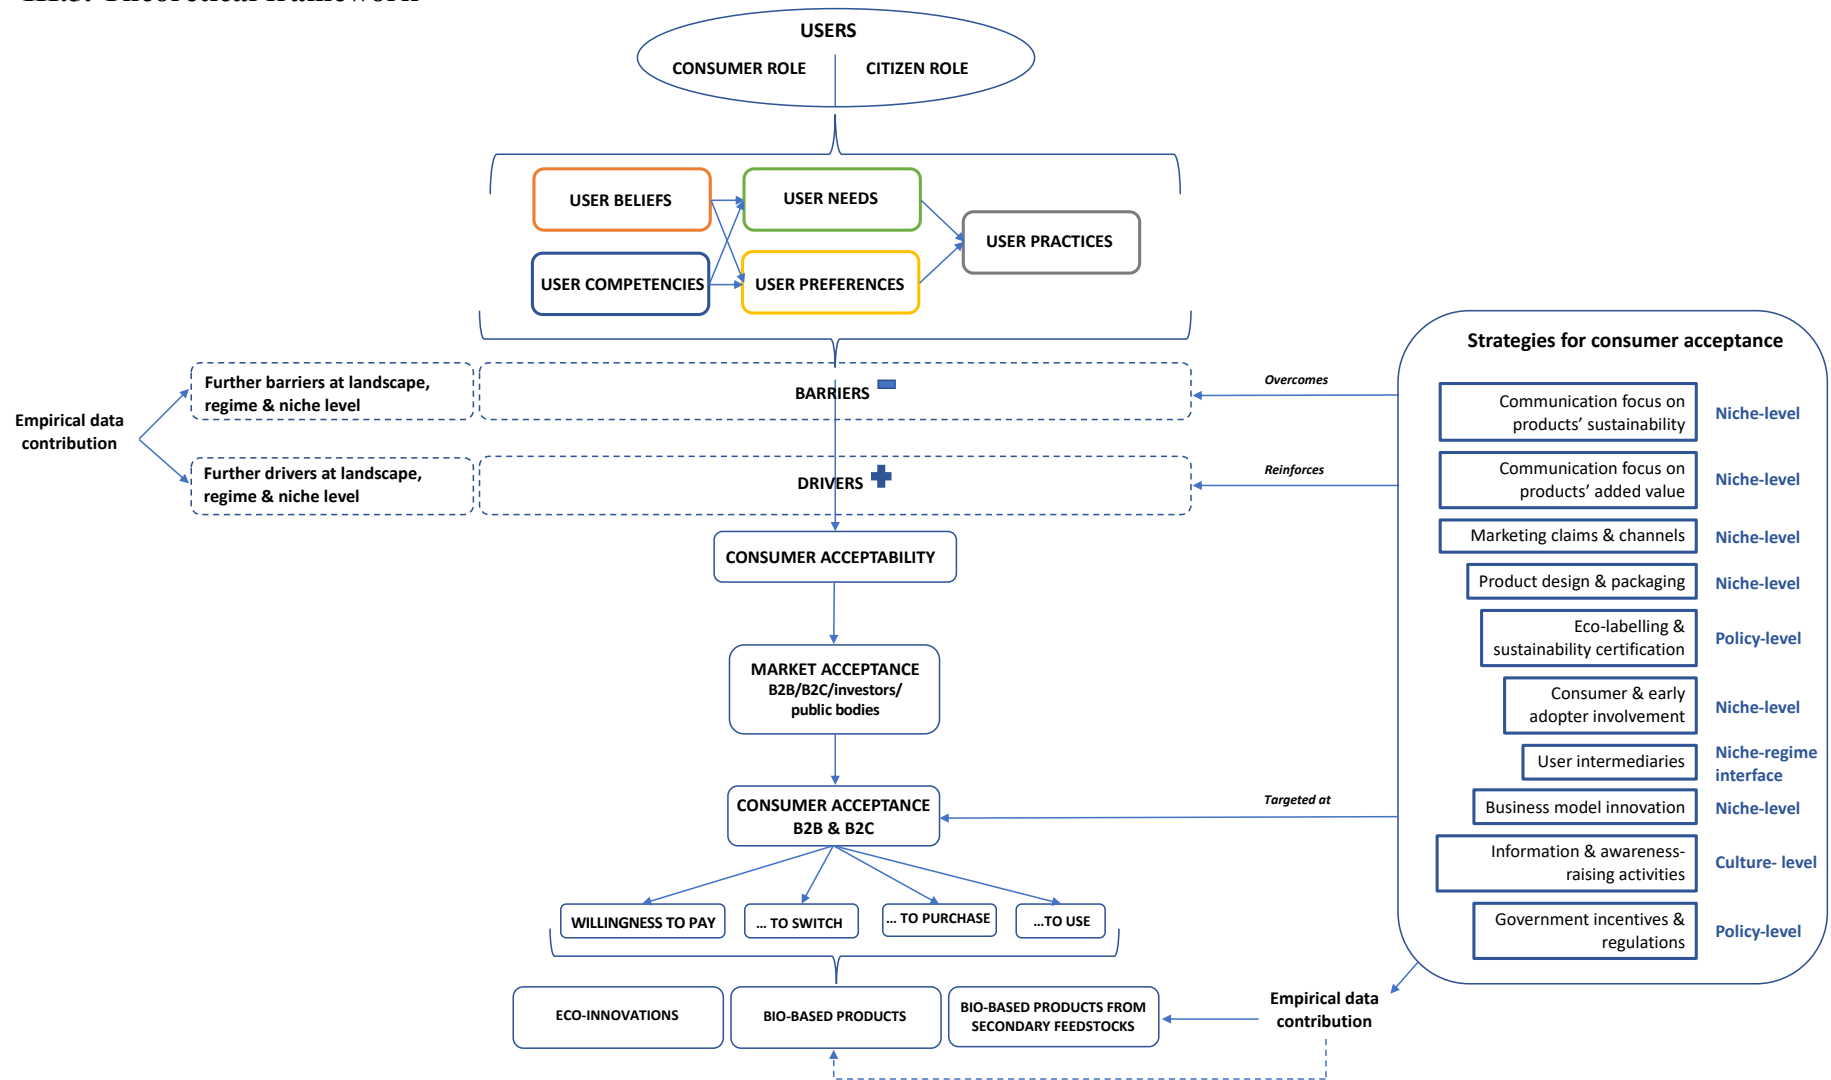 III.3. Theoretical framework
USERS
CONSUMER ROLE
CITIZEN ROLE
USER BELIEFS
USER NEEDS
USER PRACTICES
USER COMPETENCIES
USER PREFERENCES
Further barriers at landscape,
regime & niche level
BARRIERS
Overcomes
Empirical data
contribution
Further drivers at landscape,
regime & niche level
DRIVERS
Reinforces
CONSUMER ACCEPTABILITY
MARKET ACCEPTANCE
B2B/B2C/investors/
public bodies
CONSUMER ACCEPTANCE
B2B & B2C
Targeted at
WILLINGNESS TO PAY
... TO SWITCH
... TO PURCHASE
...TO USE
ECO-INNOVATIONS
BIO-BASED PRODUCTS
BIO-BASED PRODUCTS FROM
SECONDARY FEEDSTOCKS
Empirical data
contribution
Strategies for consumer acceptance
Communication focus on
products’ sustainability
Niche-level
Communication focus on
products’ added value
Niche-level
Marketing claims & channels
Niche-level
Product design & packaging
Niche-level
Eco-labelling &
sustainability certification
Policy-level
Consumer & early
adopter involvement
Niche-level
User intermediaries
Niche-regime
interface
Business model innovation
Niche-level
Information & awareness-
raising activities
Culture- level
Government incentives &
regulations
Policy-level